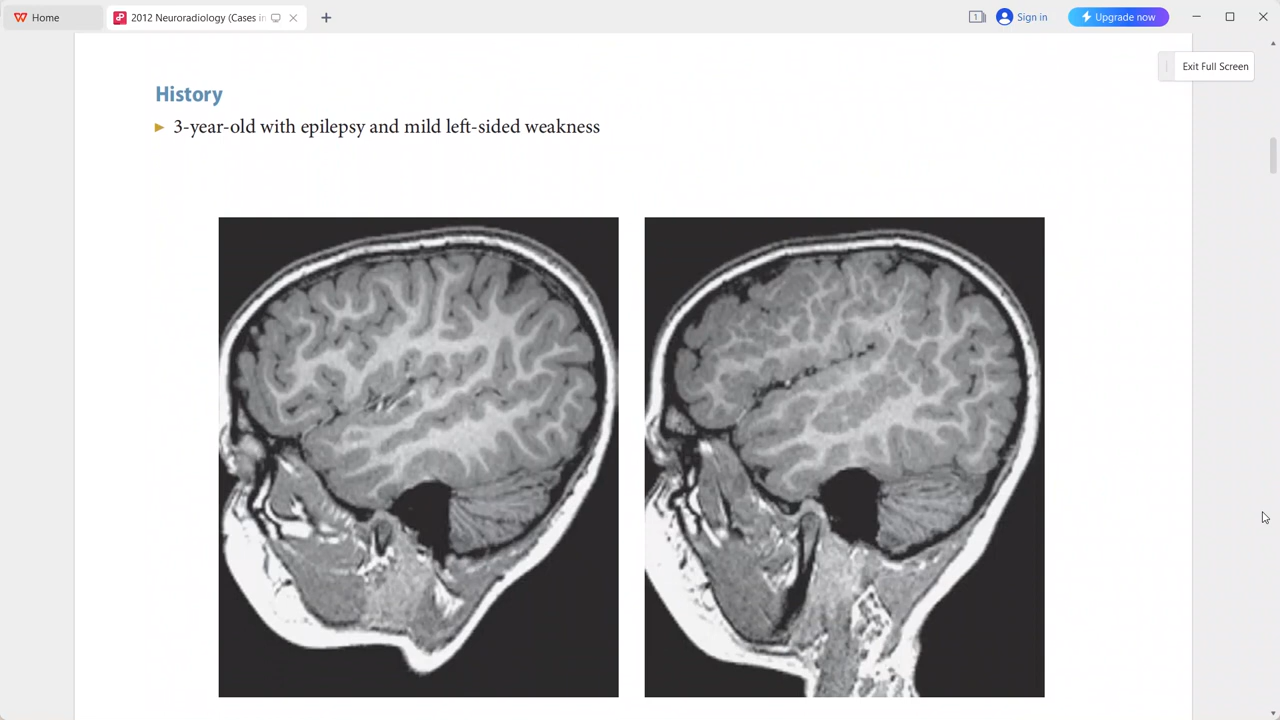 Home
2012 Neuroradiology (Cases in
1
Sign in
Upgrade now
Exit Full Screen
History
3-year-old with epilepsy and mild left-sided weakness